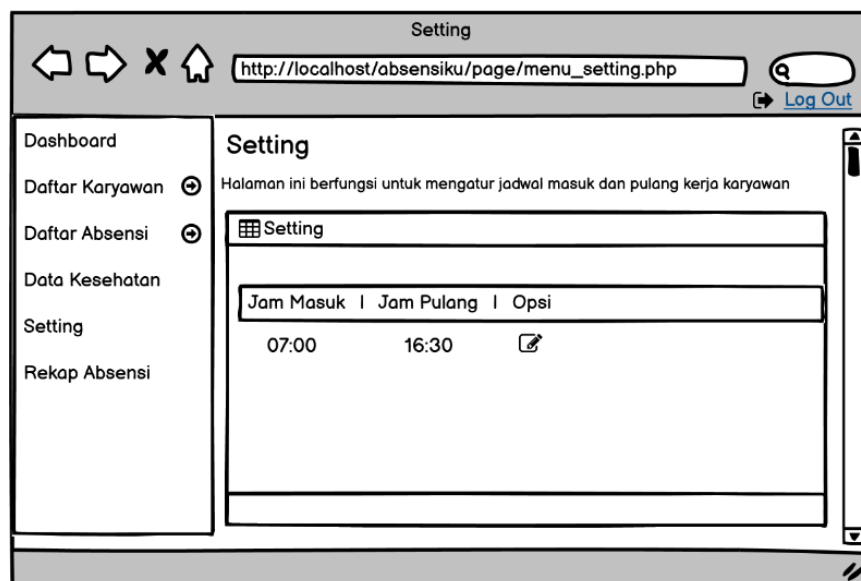 Setting
http://localhost/absensiku/page/menu_setting.php
Log Out
Dashboard
Daftar Karyawan
Daftar Absensi
Data Kesehatan
Setting
Rekap Absensi
Setting
Halaman ini berfungsi untuk mengatur jadwal masuk dan pulang kerja karyawan
Setting
Jam Masuk | Jam Pulang | Opsi
07:00 16:30